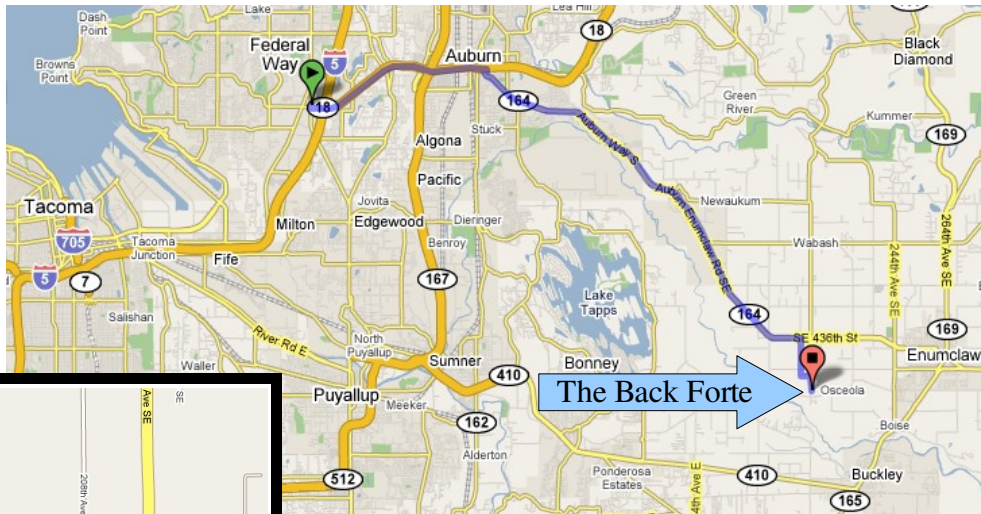 Dash
Point
Lake
Lea Hill
Federal
Way
5
18
Auburn
Black
Diamond
Browns
Point
18
164
Green
River
Kummer
Stuck
Auburn Way S
169
Algona
Tacoma
Pacific
Jovita
Auburn Enumclaw Rd SE
Newaukum
264th Ave SE
Milton
Edgewood
Dieringer
705
Tacoma
Junction
Benroy
Wabash
244th Ave SE
5
7
Fife
167
Lake
Tapps
164
Salishan
River Rd E
SE 436th St
169
North
Puyallup
Waller
Sumner
Bonney
Enumclaw
410
The Back Forte
Osceola
Puyallup
Meeker
162
Boise
Ave SE
SE
208th Ave
Alderton
512
Ponderosa
Estates
Ave E
410
Buckley
165